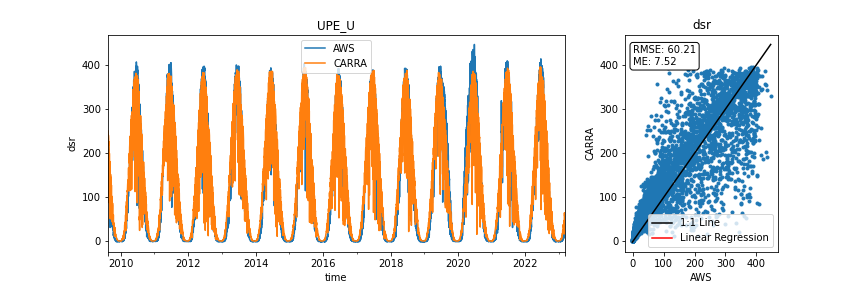 UPE_U
dsr
AWS
CARRA
dsr
400
300
200
100
0
2010
2012
2014
2016
2018
2020
2022
time
RMSE: 60.21
ME: 7.52
CARRA
400
300
200
100
0
1:1 Line
Linear Regression
0
100
200
300
400
AWS